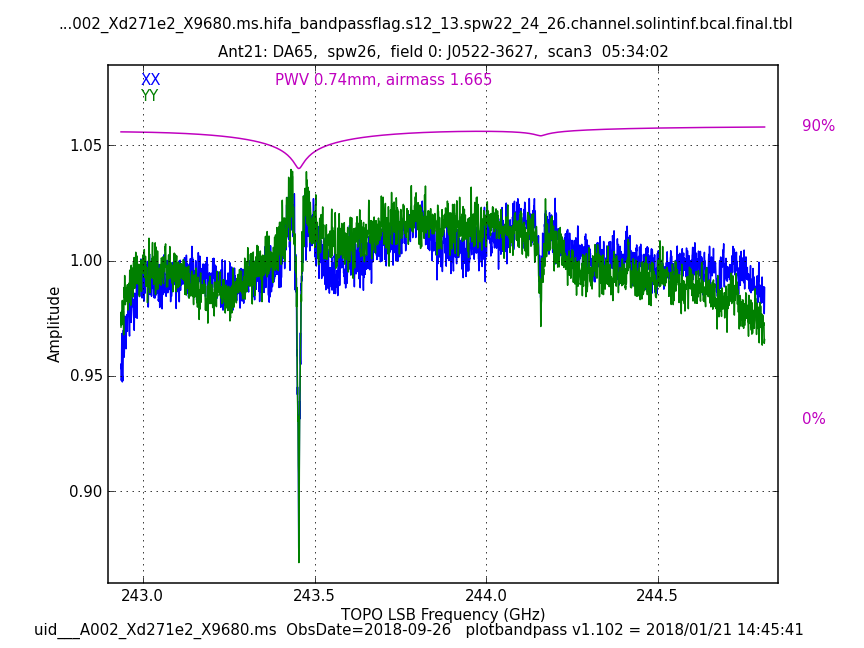 ...002_Xd271e2_X9680.ms.hifa_bandpassflag.s12_13.spw22_24_26.channel.solintinf.bcal.final.tbl
Ant21: DA65, spw26, field 0: J0522-3627, scan3 05:34:02
XX
YY
PWV 0.74mm, airmass 1.665
90%
0%
1.05
1.00
0.95
0.90
Amplitude
243.0 243.5 244.0 244.5
TOPO LSB Frequency (GHz)
uid___A002_Xd271e2_X9680.ms ObsDate=2018-09-26 plotbandpass v1.102 = 2018/01/21 14:45:41